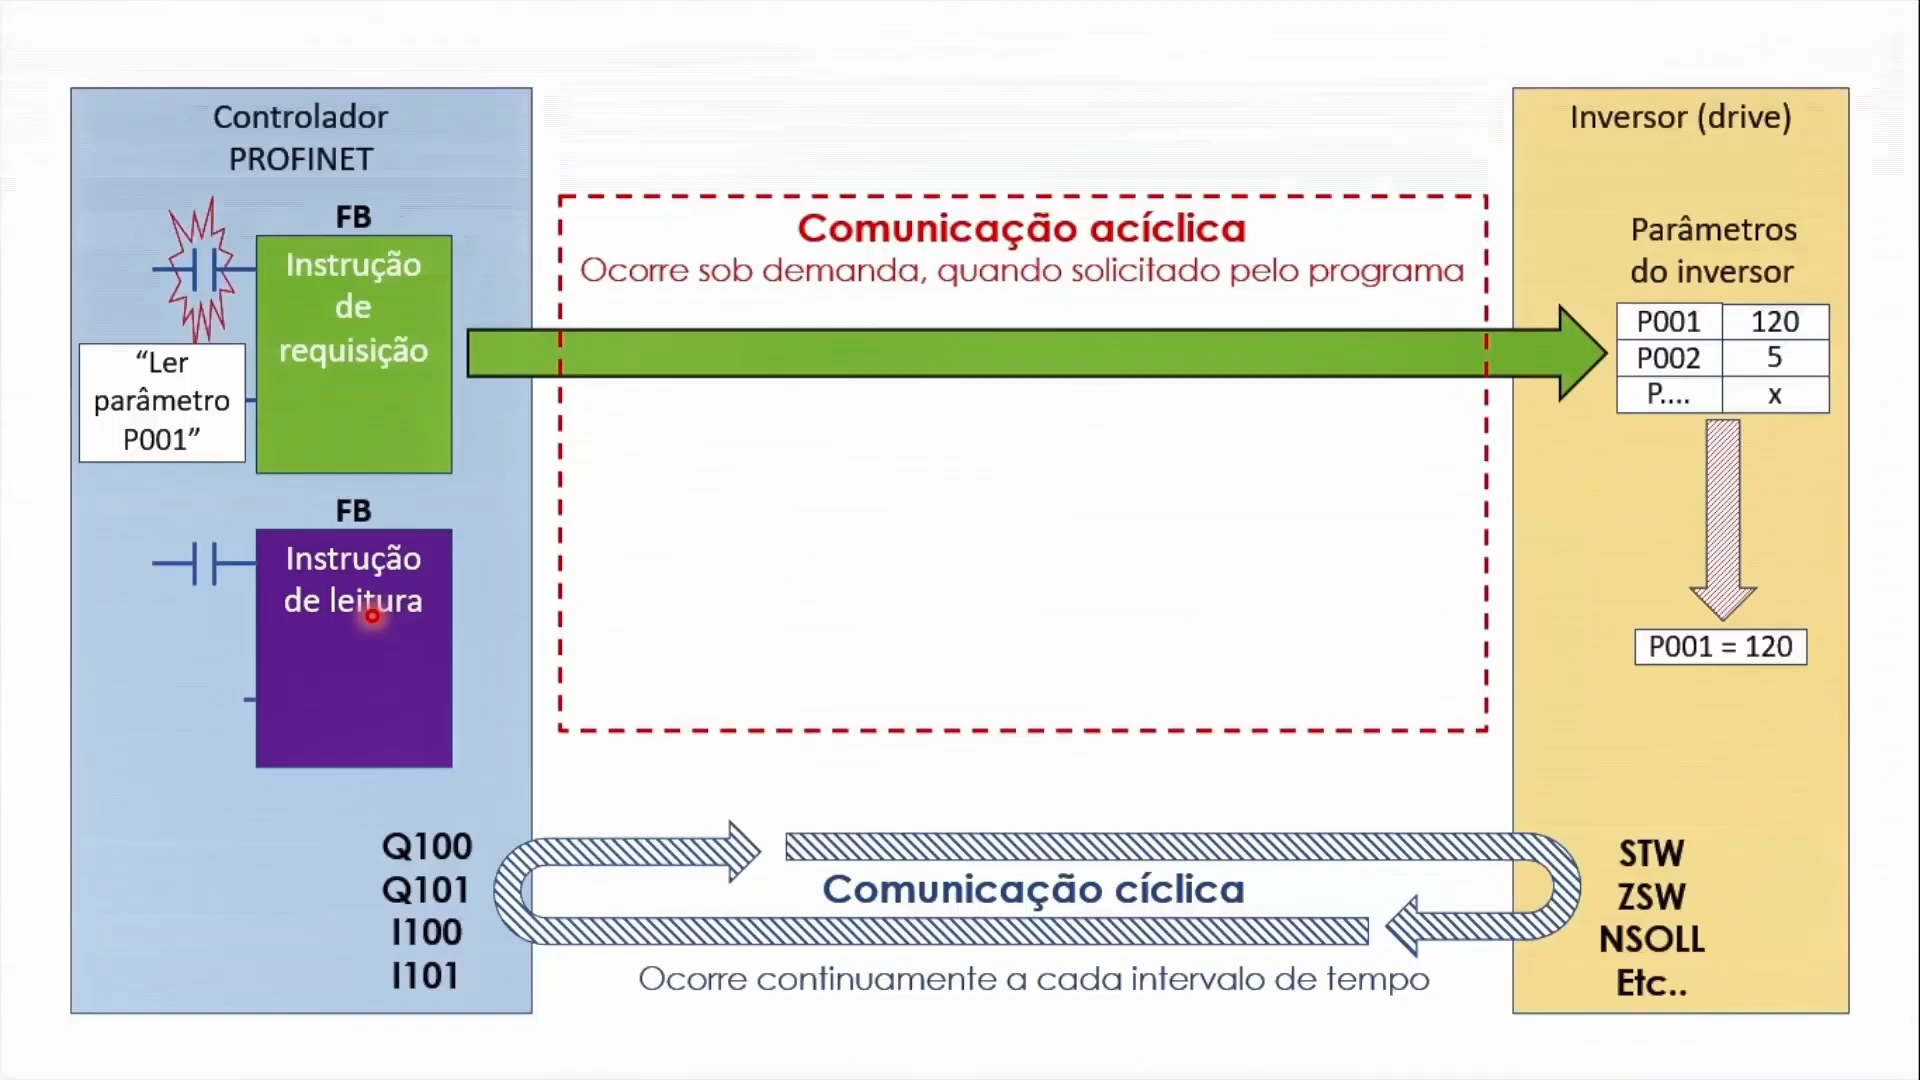 Controlador
PROFINET
FB
Instrução
de
requisição
“Ler
parâmetro
P001”
FB
Instrução
de leitura
Q100
Q101
I100
I101
Comunicação acíclica
Ocorre sob demanda, quando solicitado pelo programa
Comunicação cíclica
Ocorre continuamente a cada intervalo de tempo
Inversor (drive)
Parâmetros
do inversor
P001 120
P002 5
P.... x
P001 = 120
STW
ZSW
NSOLL
Etc..